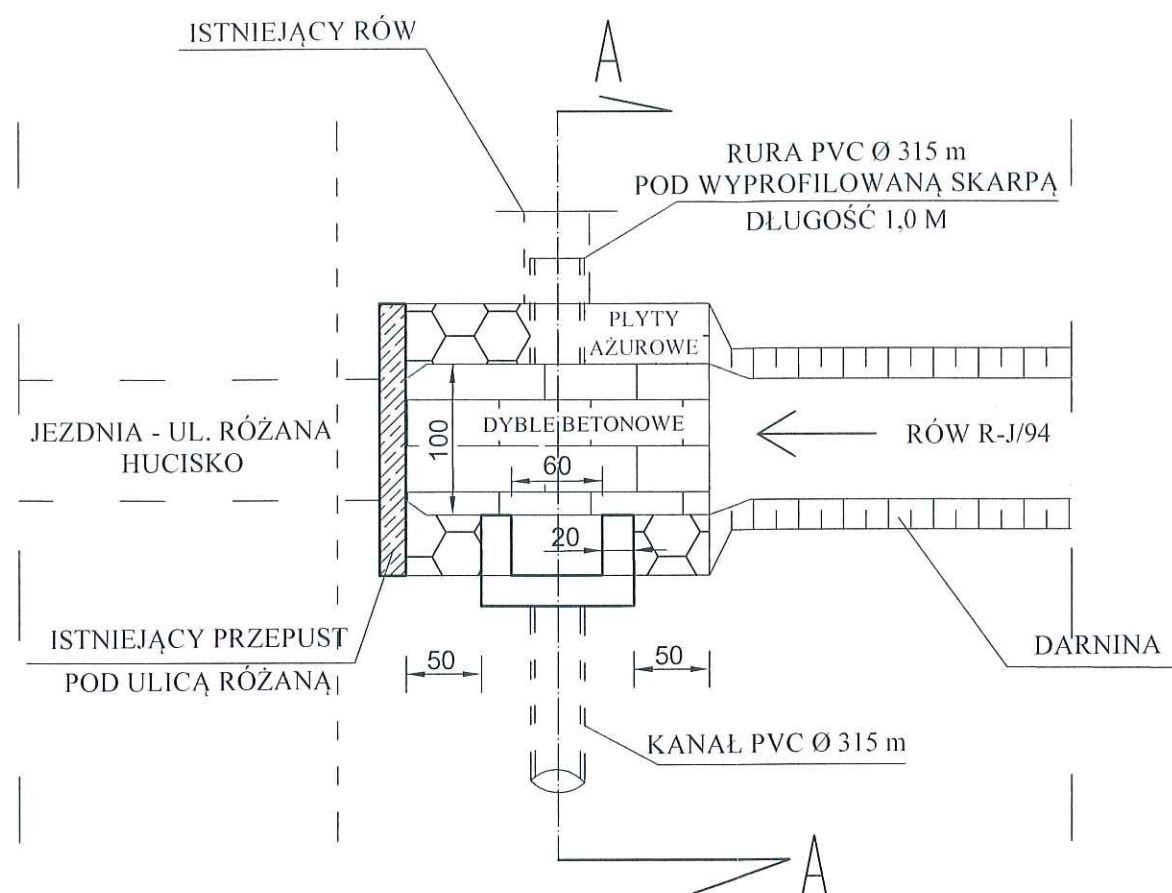 ISTNIEJĄCY RÓW
A
RURA PVC Ø 315 m
POD WYPROFILOWANĄ SKARPĄ
DŁUGOŚĆ 1,0 M
PŁYTY
AŻUROWE
JEZDNIA - UL. RÓŻANA
HUCISKO
100
DYBLE BETONOWE
60
RÓW R-J/94
20
ISTNIEJĄCY PRZEPUST
POD ULICĄ RÓŻANĄ
50
50
DARNINA
KANAŁ PVC Ø 315 m
A